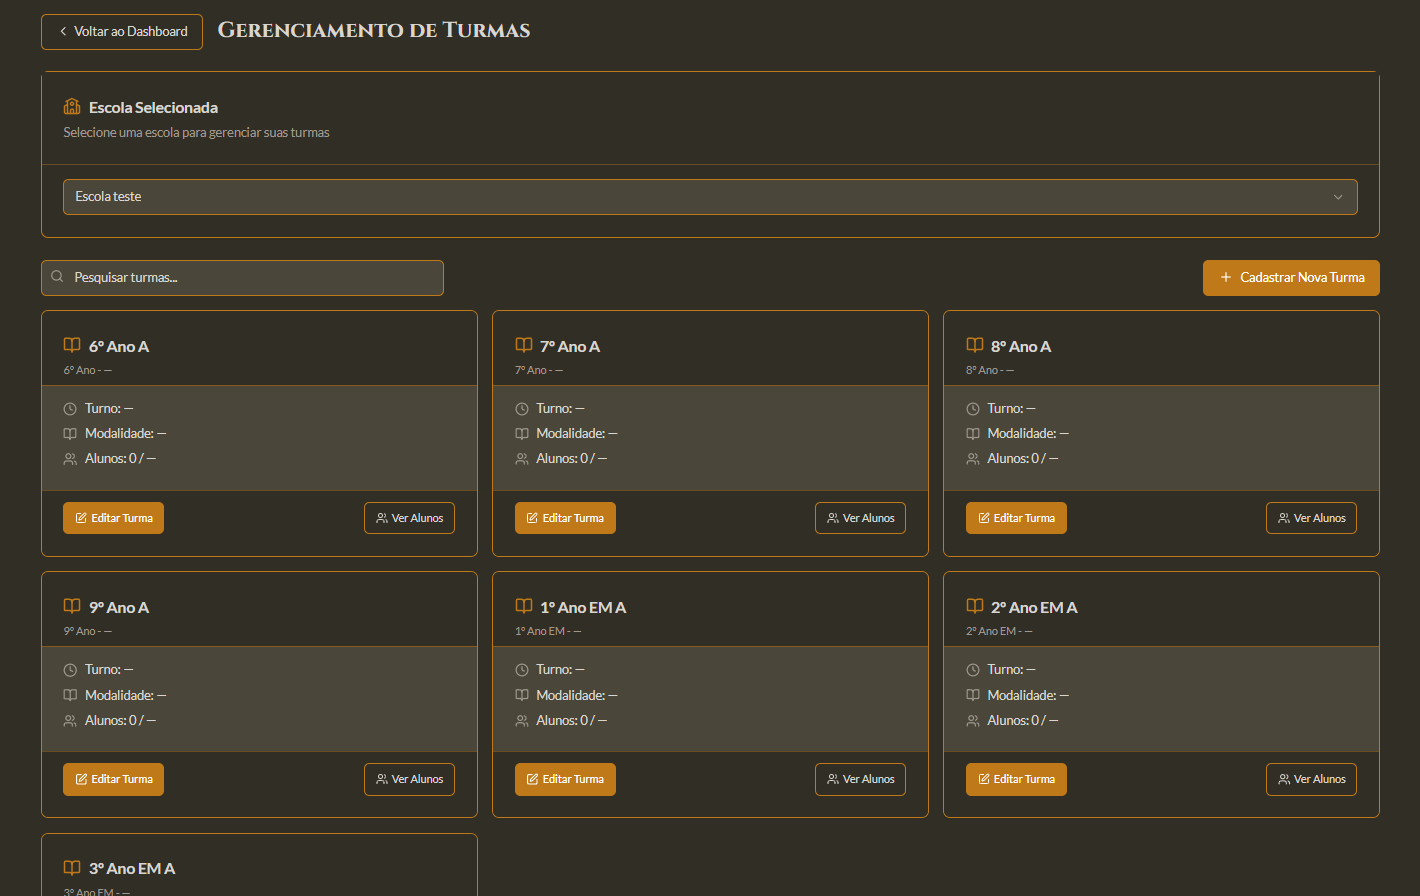 Voltar ao Dashboard
Gerenciamento de Turmas
Escola Selecionada
Selecione uma escola para gerenciar suas turmas
Escola teste
Pesquisar turmas...
Cadastrar Nova Turma
6º Ano A
6º Ano - —
Turno: —
Modalidade: —
Alunos: 0 / —
Editar Turma
Ver Alunos
7º Ano A
7º Ano - —
Turno: —
Modalidade: —
Alunos: 0 / —
Editar Turma
Ver Alunos
8º Ano A
8º Ano - —
Turno: —
Modalidade: —
Alunos: 0 / —
Editar Turma
Ver Alunos
9º Ano A
9º Ano - —
Turno: —
Modalidade: —
Alunos: 0 / —
Editar Turma
Ver Alunos
1º Ano EM A
1º Ano EM - —
Turno: —
Modalidade: —
Alunos: 0 / —
Editar Turma
Ver Alunos
2º Ano EM A
2º Ano EM - —
Turno: —
Modalidade: —
Alunos: 0 / —
Editar Turma
Ver Alunos
3º Ano EM A
3º Ano EM - —